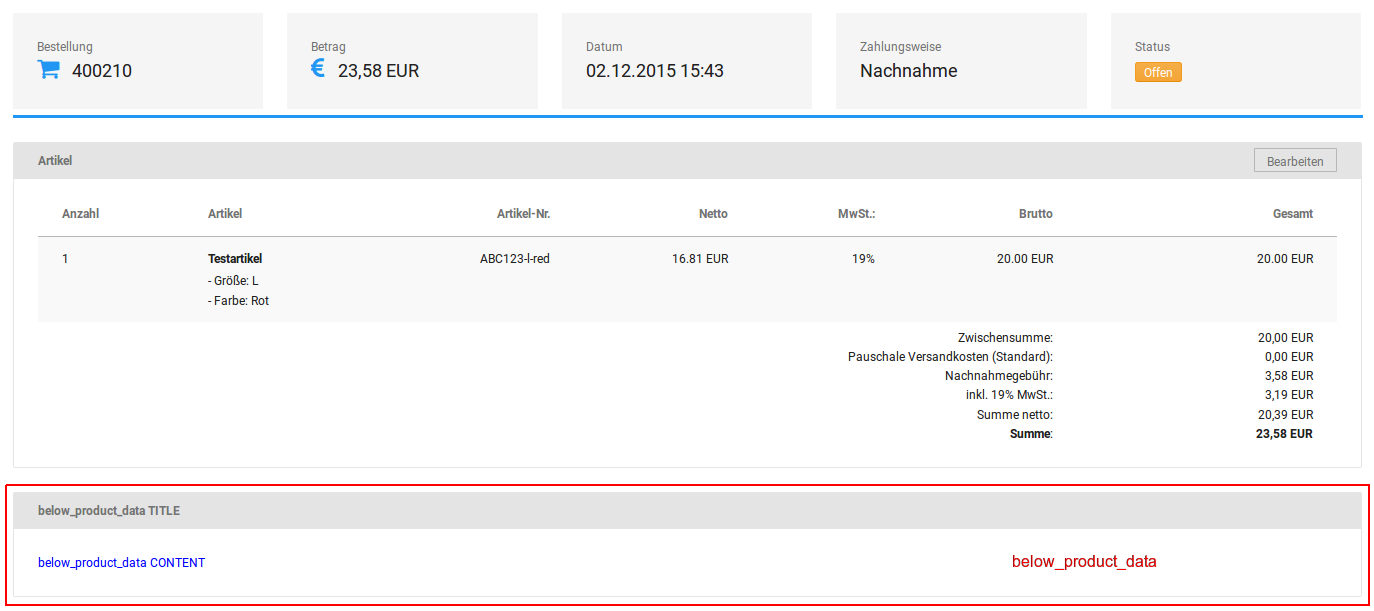 Bestellung Betrag Datum Zahlungsweise Status
400210 € 23,58 EUR 02.12.2015 15:43 Nachnahme Offen
Artikel Bearbeiten
Anzahl Artikel Artikel-Nr. Netto MwSt.: Brutto Gesamt
1 Testartikel ABC123-l-red 16.81 EUR 19% 20.00 EUR 20.00 EUR
- Größe: L
- Farbe: Rot
Zwischensumme: 20,00 EUR
Pauschale Versandkosten (Standard): 0,00 EUR
Nachnahmegebühr: 3,58 EUR
inkl. 19% MwSt.: 3,19 EUR
Summe netto: 20,39 EUR
Summe: 23,58 EUR
below_product_data TITLE
below_product_data CONTENT below_product_data